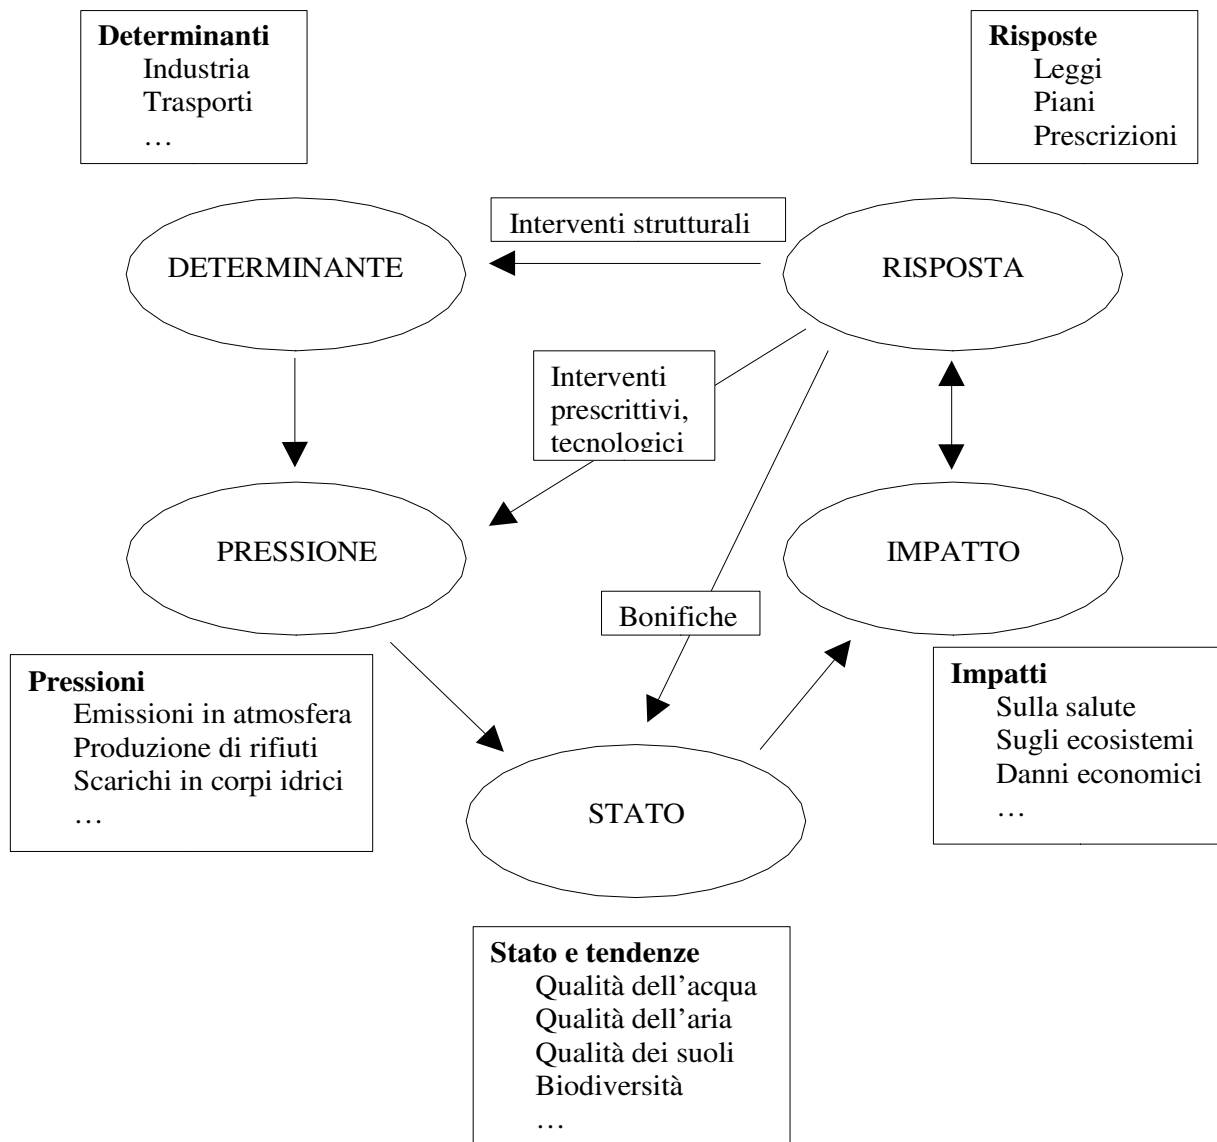 Determinanti
Industria
Trasporti
…
Risposte
Leggi
Piani
Prescrizioni
Interventi strutturali
DETERMINANTE
RISPOSTA
Interventi
prescrittivi,
tecnologici
PRESSIONE
IMPATTO
Bonifiche
Pressioni
Emissioni in atmosfera
Produzione di rifiuti
Scarichi in corpi idrici
…
Impatti
Sulla salute
Sugli ecosistemi
Danni economici
…
STATO
Stato e tendenze
Qualità dell’acqua
Qualità dell’aria
Qualità dei suoli
Biodiversità
…